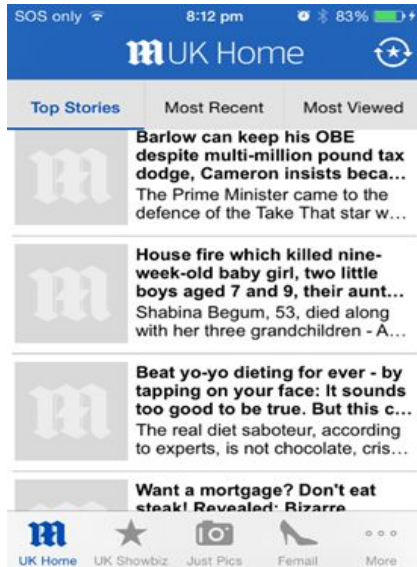 SOS only 8:12 pm 83%
UK Home
Top Stories Most Recent Most Viewed
Barlow can keep his OBE
despite multi-million pound tax
dodge, Cameron insists beca...
The Prime Minister came to the
defence of the Take That star w...
House fire which killed nine-
week-old baby girl, two little
boys aged 7 and 9, their aunt...
Shabina Begum, 53, died along
with her three grandchildren - A...
Beat yo-yo dieting for ever - by
tapping on your face: It sounds
too good to be true. But this c...
The real diet saboteur, according
to experts, is not chocolate, cris...
Want a mortgage? Don't eat
steak! Revealed: Bizarre
UK Home UK Showbiz Just Pics Femail More